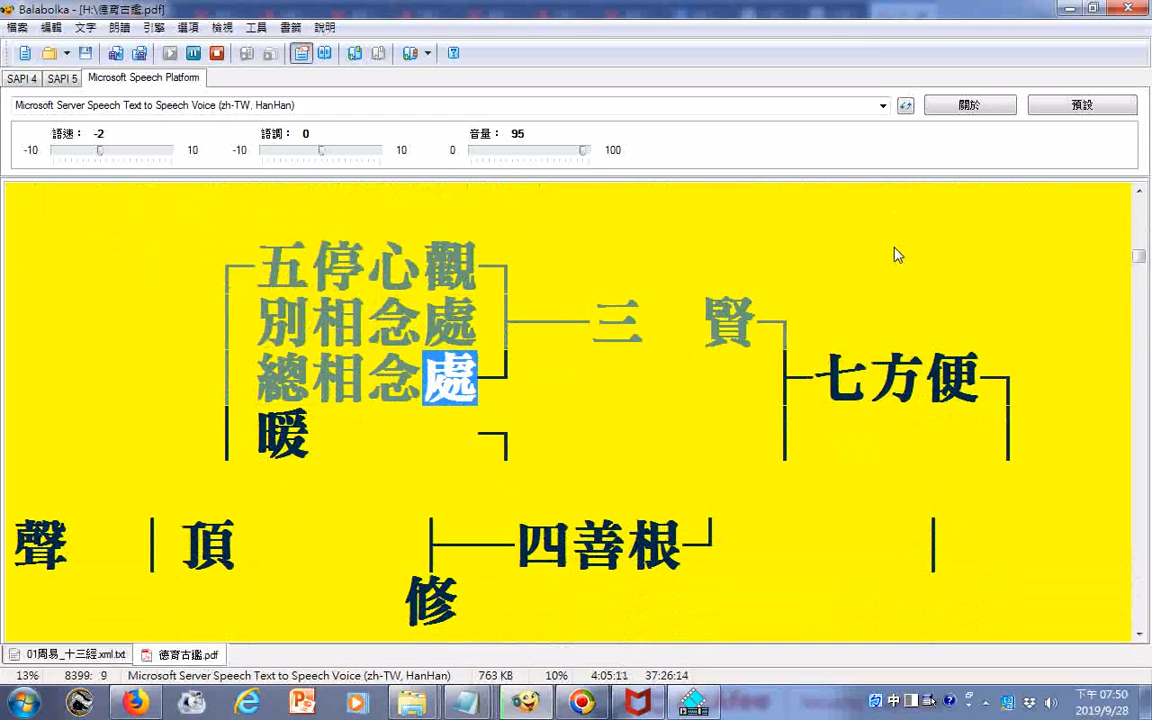 Balabolka - [H:\德育古鑑.pdf]
檔案 編輯 文字 朗讀 引擎 選項 檢視 工具 書籤 說明
SAPI 4 SAPI 5 Microsoft Speech Platform
Microsoft Server Speech Text to Speech Voice (zh-TW, HanHan) 關於 預設
語速： -2 語調： 0 音量： 95
-10 10 -10 10 0 100
五停心觀
別相念處 三 賢
總相念處 七方便
暖
聲 頂 四善根
修
01周易_十三經.xml.txt 德育古鑑.pdf
13% 8399: 9 Microsoft Server Speech Text to Speech Voice (zh-TW, HanHan) 763 KB 10% 4:05:11 37:26:14
中 下午 07:50
2019/9/28